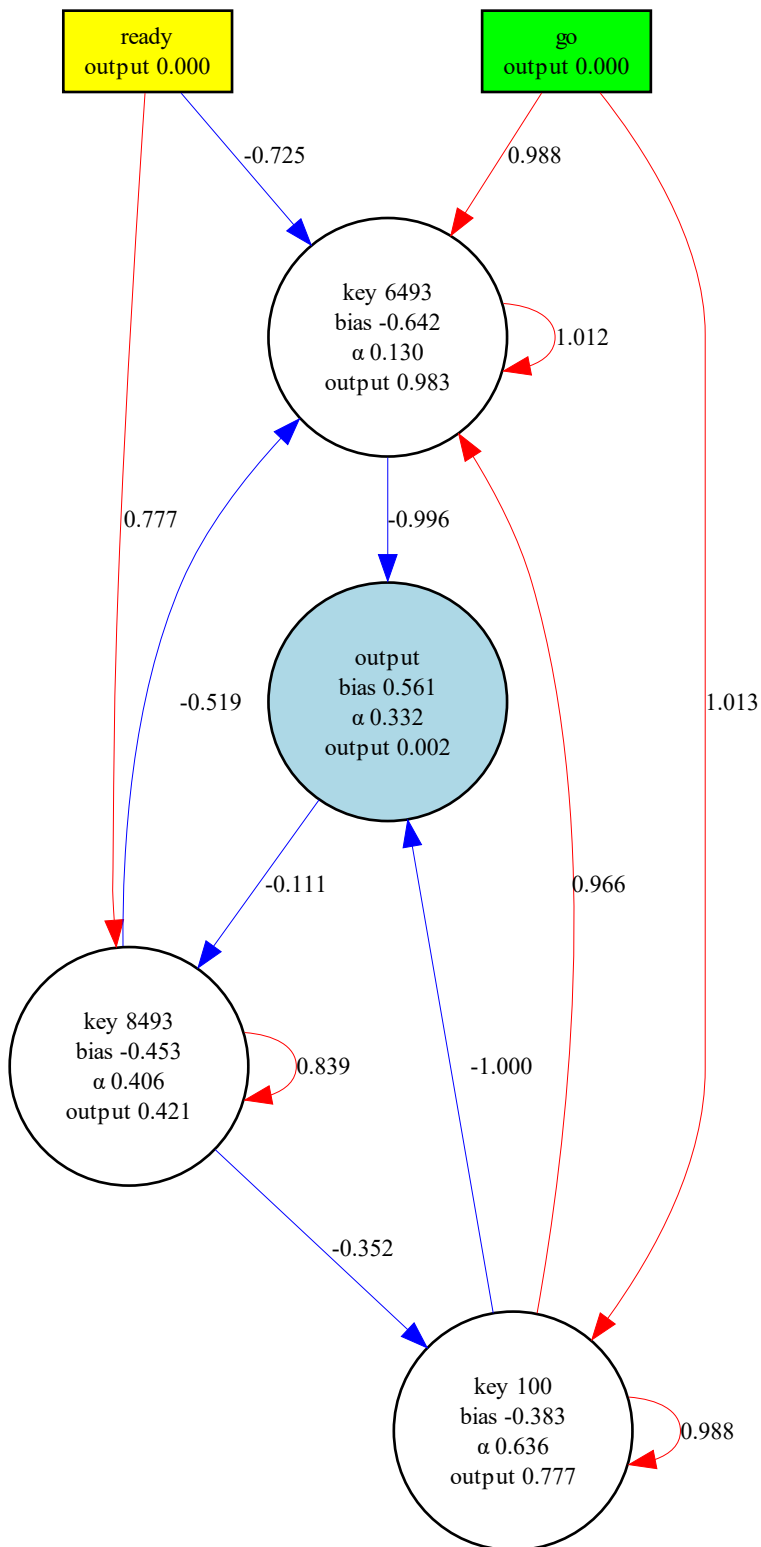 ready
output 0.000
go
output 0.000
-0.725
0.988
key 6493
bias -0.642
α 0.130
output 0.983
1.012
0.777
-0.996
output
bias 0.561
α 0.332
output 0.002
-0.519
1.013
-0.111
0.966
key 8493
bias -0.453
α 0.406
output 0.421
0.839
-1.000
-0.352
key 100
bias -0.383
α 0.636
output 0.777
0.988